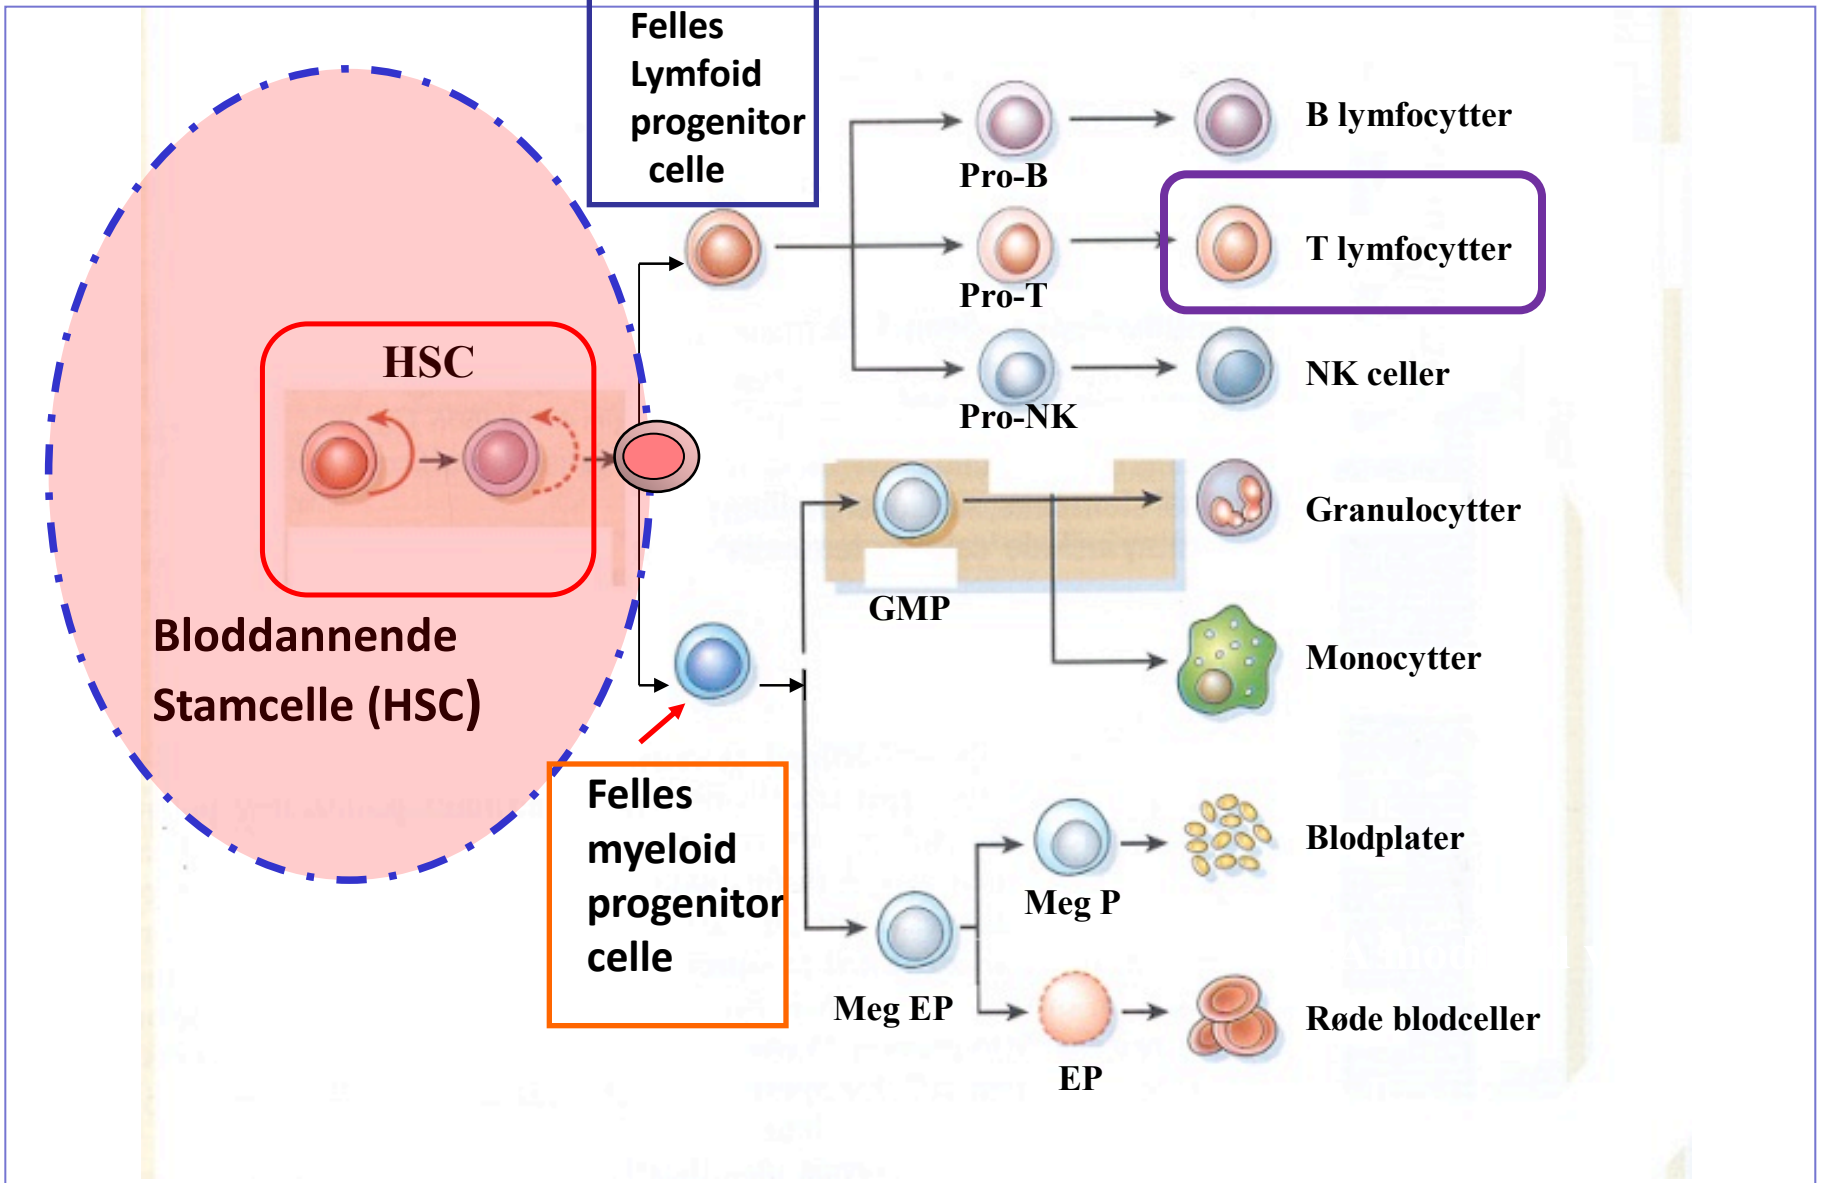 Felles
Lymfoid
progenitor
celle
B lymfocytter
Pro-B
T lymfocytter
Pro-T
HSC
NK celler
Pro-NK
Granulocytter
GMP
Bloddannende
Stamcelle (HSC)
Monocytter
Felles
myeloid
progenitor
celle
Blodplater
Meg P
Meg EP
Røde blodceller
EP